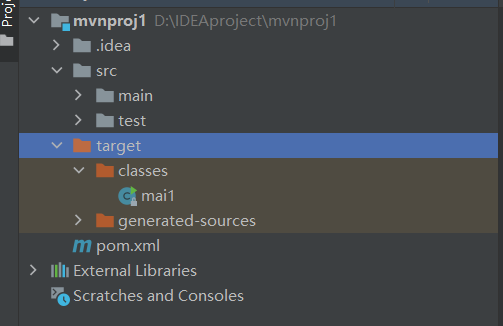 Proje
mvnproj1 D:\IDEAproject\mvnproj1
.idea
src
main
test
target
classes
mai1
generated-sources
pom.xml
External Libraries
Scratches and Consoles